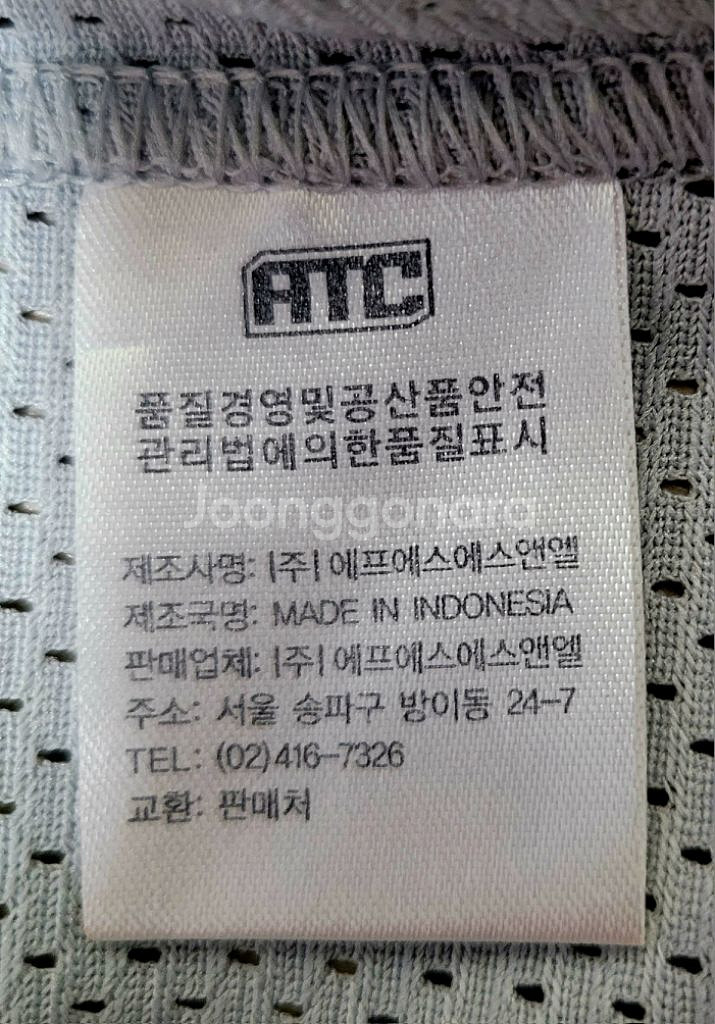 ATC
품질경영및공산품안전
관리법에의한품질표시
Joonggonara
제조사명: |주| 에프에스에스앤엘
제조국명: MADE IN INDONESIA
판매업체: |주| 에프에스에스앤엘
주소: 서울 송파구 방이동 24-7
TEL: (02)416-7326
교환: 판매처